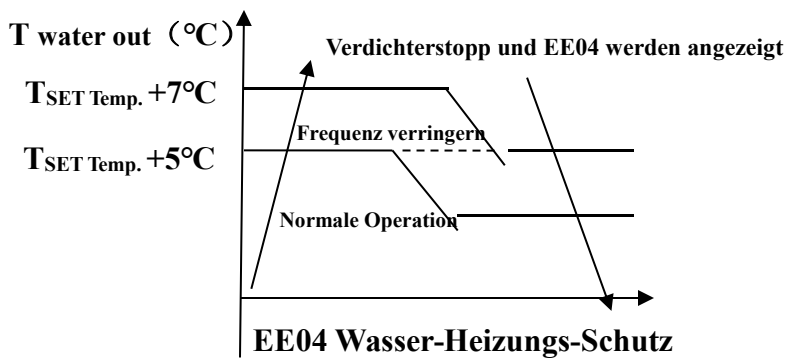 T water out（℃）
Verdichterstopp und EE04 werden angezeigt
TSET Temp. +7℃
Frequenz verringern
TSET Temp. +5℃
Normale Operation
EE04 Wasser-Heizungs-Schutz